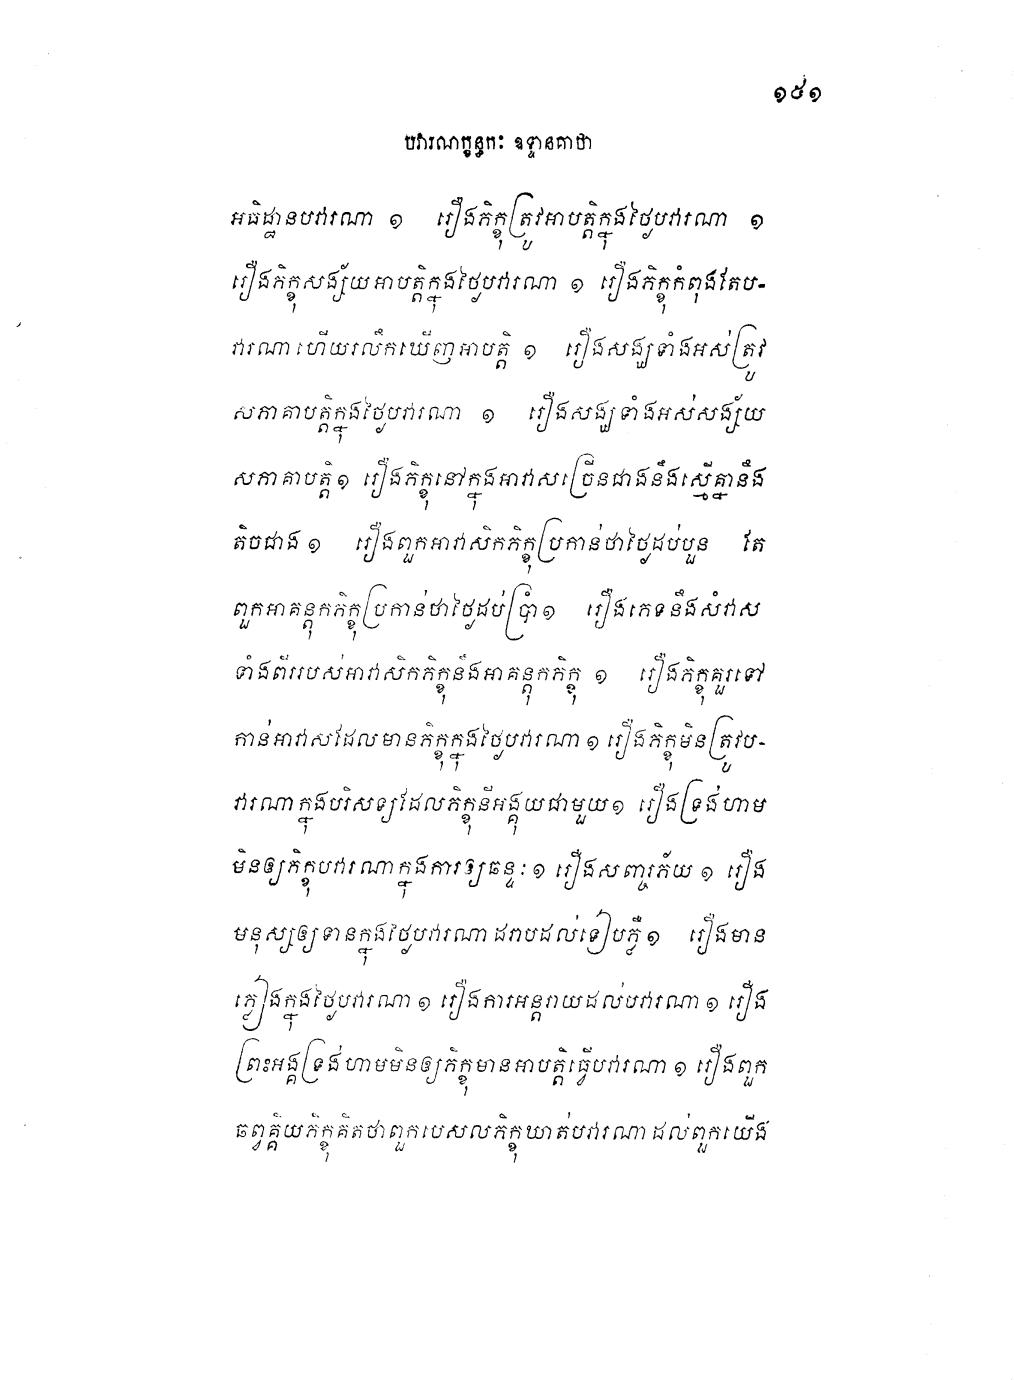 ១៥១
បវារណក្ខន្ធកៈ ឧទ្ទានគាថា
អធិដ្ឋានបវារណា ១ រឿងភិក្ខុត្រូវអាបត្តិក្នុងថ្ងៃបវារណា ១
រឿងភិក្ខុសង្ស័យអាបត្តិក្នុងថ្ងៃបវារណា ១ រឿងភិក្ខុកំពុងតែប-
វារណាហើយរលឹកឃើញអាបត្តិ ១ រឿងសង្ឃទាំងអស់ត្រូវ
សភាគាបត្តិក្នុងថ្ងៃបវារណា ១ រឿងសង្ឃទាំងអស់សង្ស័យ
សភាគាបត្តិ ១ រឿងភិក្ខុនៅក្នុងអាវាសច្រើនជាងនឹងស្មើគ្នានឹង
តិចជាង ១ រឿងពួកអាវាសិកភិក្ខុប្រកាន់ថាថ្ងៃដប់បួន តែ
ពួកអាគន្តុកភិក្ខុប្រកាន់ថាថ្ងៃដប់ប្រាំ ១ រឿងភេទនឹងសំវាស
ទាំងពីររបស់អាវាសិកភិក្ខុនឹងអាគន្តុកភិក្ខុ ១ រឿងភិក្ខុគួរទៅ
កាន់អាវាសដែលមានភិក្ខុក្នុងថ្ងៃបវារណា ១ រឿងភិក្ខុមិនត្រូវប-
វារណាក្នុងបរិសទ្យដែលភិក្ខុនីអង្គុយជាមួយ ១ រឿងទ្រង់ហាម
មិនឲ្យភិក្ខុបវារណាក្នុងការឲ្យឆន្ទៈ ១ រឿងសញ្ចរភ័យ ១ រឿង
មនុស្សឲ្យទានក្នុងថ្ងៃបវារណាដរាបដល់ទៀបភ្លឺ ១ រឿងមាន
ភ្លៀងក្នុងថ្ងៃបវារណា ១ រឿងការអន្តរាយដល់បវារណា ១ រឿង
ព្រះអង្គទ្រង់ហាមមិនឲ្យភិក្ខុមានអាបត្តិធ្វើបវារណា ១ រឿងពួក
ឆព្វគ្គិយភិក្ខុគិតថាពួកបេសលភិក្ខុឃាត់បវារណាដល់ពួកយើង